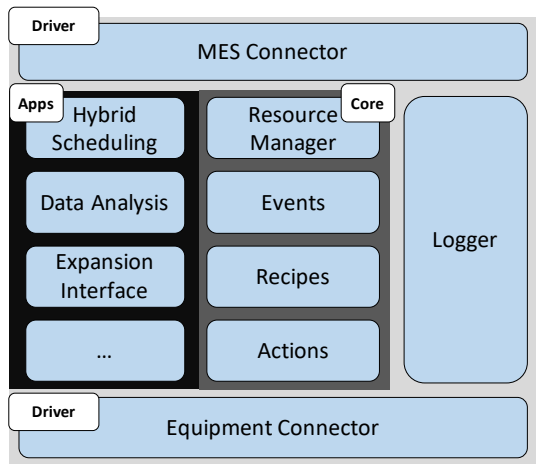 Driver
MES Connector
Apps
Hybrid
Scheduling
Data Analysis
Expansion
Interface
...
Core
Resource
Manager
Events
Recipes
Actions
Logger
Driver
Equipment Connector